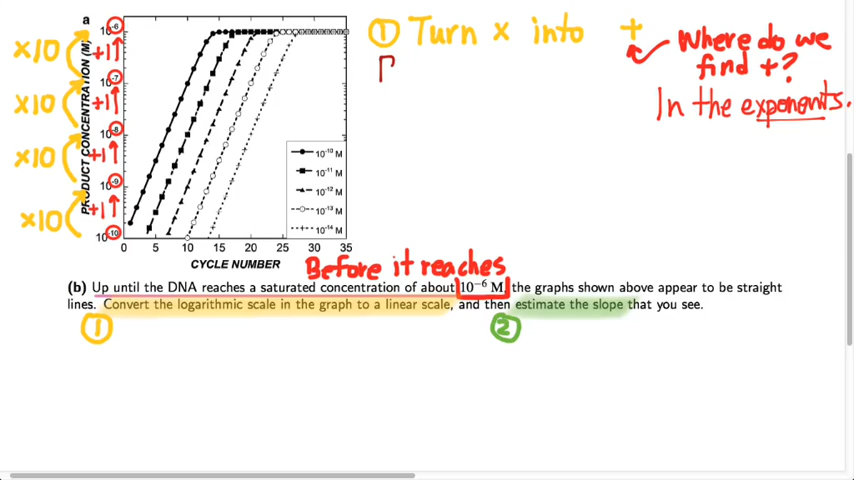 a
PRODUCT CONCENTRATION (M)
10-6
10-7
10-8
10-9
10-10
×10
×10
×10
×10
+1↑
+1↑
+1↑
+1↑
10-10 M
10-11 M
10-12 M
10-13 M
10-14 M
0 5 10 15 20 25 30 35
CYCLE NUMBER
① Turn × into +
Where do we
find +?
In the exponents.
Before it reaches
(b) Up until the DNA reaches a saturated concentration of about 10−6 M, the graphs shown above appear to be straight
lines. Convert the logarithmic scale in the graph to a linear scale, and then estimate the slope that you see.
① ②